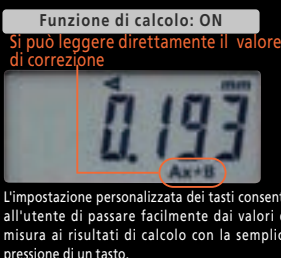 Funzione di calcolo: ON
Si può leggere direttamente il valore
di correzione
mm
0.193
Ax+B
L'impostazione personalizzata dei tasti consent
all'utente di passare facilmente dai valori
misura ai risultati di calcolo con la semplic
pressione di un tasto.